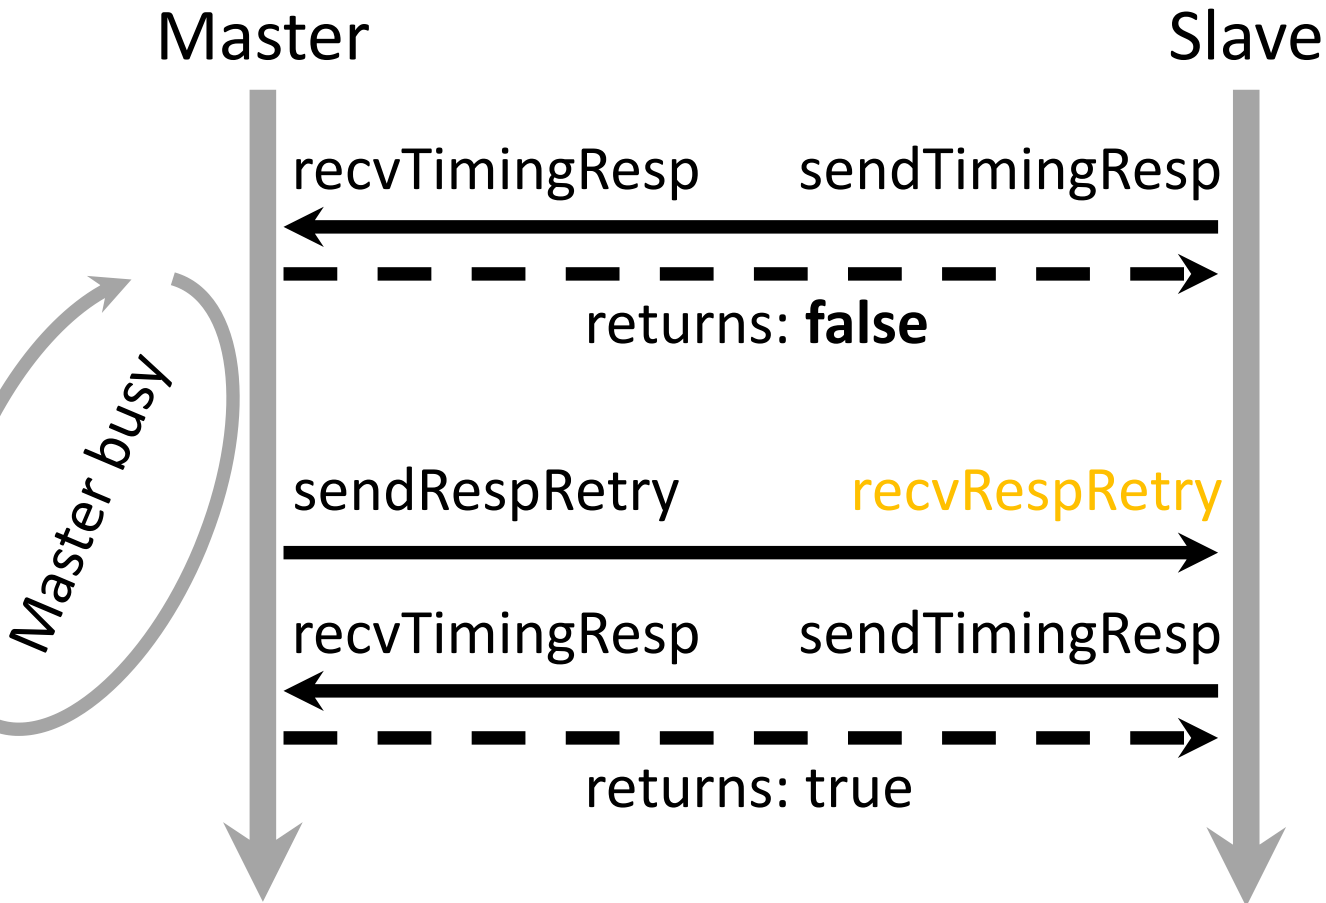 Master
Slave
recvTimingResp
sendTimingResp
returns: false
Master busy
sendRespRetry
recvRespRetry
recvTimingResp
sendTimingResp
returns: true